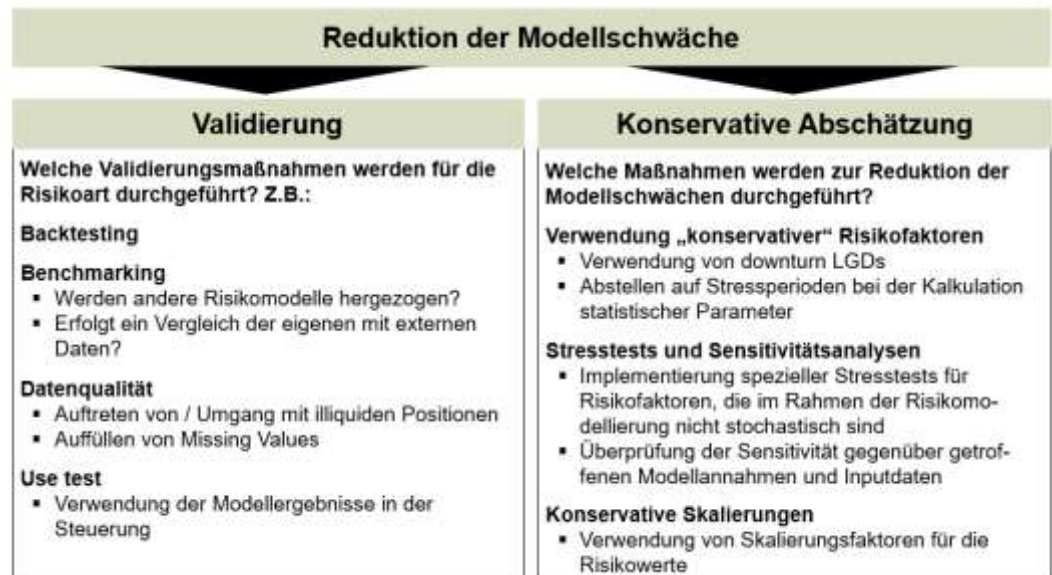 Reduktion der Modellschwäche
Validierung
Welche Validierungsmaßnahmen werden für die
Risikoart durchgeführt? Z.B.:
Backtesting
Benchmarking
▪ Werden andere Risikomodelle hergezogen?
▪ Erfolgt ein Vergleich der eigenen mit externen
Daten?
Datenqualität
▪ Auftreten von / Umgang mit illiquiden Positionen
▪ Auffüllen von Missing Values
Use test
▪ Verwendung der Modellergebnisse in der
Steuerung
Konservative Abschätzung
Welche Maßnahmen werden zur Reduktion der
Modellschwächen durchgeführt?
Verwendung „konservativer“ Risikofaktoren
▪ Verwendung von downturn LGDs
▪ Abstellen auf Stressperioden bei der Kalkulation
statistischer Parameter
Stresstests und Sensitivitätsanalysen
▪ Implementierung spezieller Stresstests für
Risikofaktoren, die im Rahmen der Risikomo-
dellierung nicht stochastisch sind
▪ Überprüfung der Sensitivität gegenüber getrof-
fenen Modellannahmen und Inputdaten
Konservative Skalierungen
▪ Verwendung von Skalierungsfaktoren für die
Risikowerte